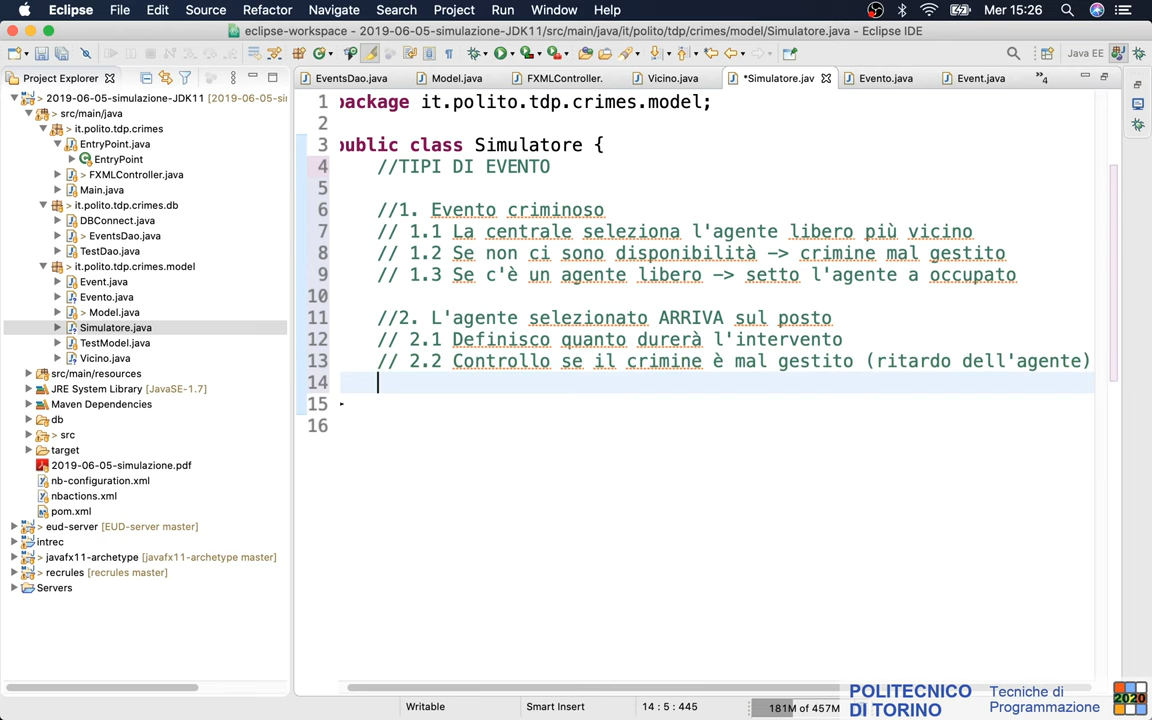 Eclipse File Edit Source Refactor Navigate Search Project Run Window Help Mer 15:26
eclipse-workspace - 2019-06-05-simulazione-JDK11/src/main/java/it/polito/tdp/crimes/model/Simulatore.java - Eclipse IDE
Java EE
Project Explorer
EventsDao.java Model.java FXMLController. Vicino.java *Simulatore.jav Evento.java Event.java »4
2019-06-05-simulazione-JDK11 [2019-06-05-si
src/main/java
it.polito.tdp.crimes
EntryPoint.java
EntryPoint
> FXMLController.java
Main.java
it.polito.tdp.crimes.db
DBConnect.java
> EventsDao.java
TestDao.java
it.polito.tdp.crimes.model
Event.java
Evento.java
> Model.java
Simulatore.java
TestModel.java
Vicino.java
src/main/resources
JRE System Library [JavaSE-1.7]
Maven Dependencies
db
> src
target
2019-06-05-simulazione.pdf
nb-configuration.xml
nbactions.xml
pom.xml
> eud-server [EUD-server master]
intrec
> javafx11-archetype [javafx11-archetype master]
> recrules [recrules master]
Servers
1 package it.polito.tdp.crimes.model;
2
3 public class Simulatore {
4 //TIPI DI EVENTO
5
6 //1. Evento criminoso
7 // 1.1 La centrale seleziona l'agente libero più vicino
8 // 1.2 Se non ci sono disponibilità -> crimine mal gestito
9 // 1.3 Se c'è un agente libero -> setto l'agente a occupato
10
11 //2. L'agente selezionato ARRIVA sul posto
12 // 2.1 Definisco quanto durerà l'intervento
13 // 2.2 Controllo se il crimine è mal gestito (ritardo dell'agente)
14
15
16
Writable Smart Insert 14 : 5 : 445 181M of 457M
POLITECNICO
DI TORINO
Tecniche di
Programmazione
2020